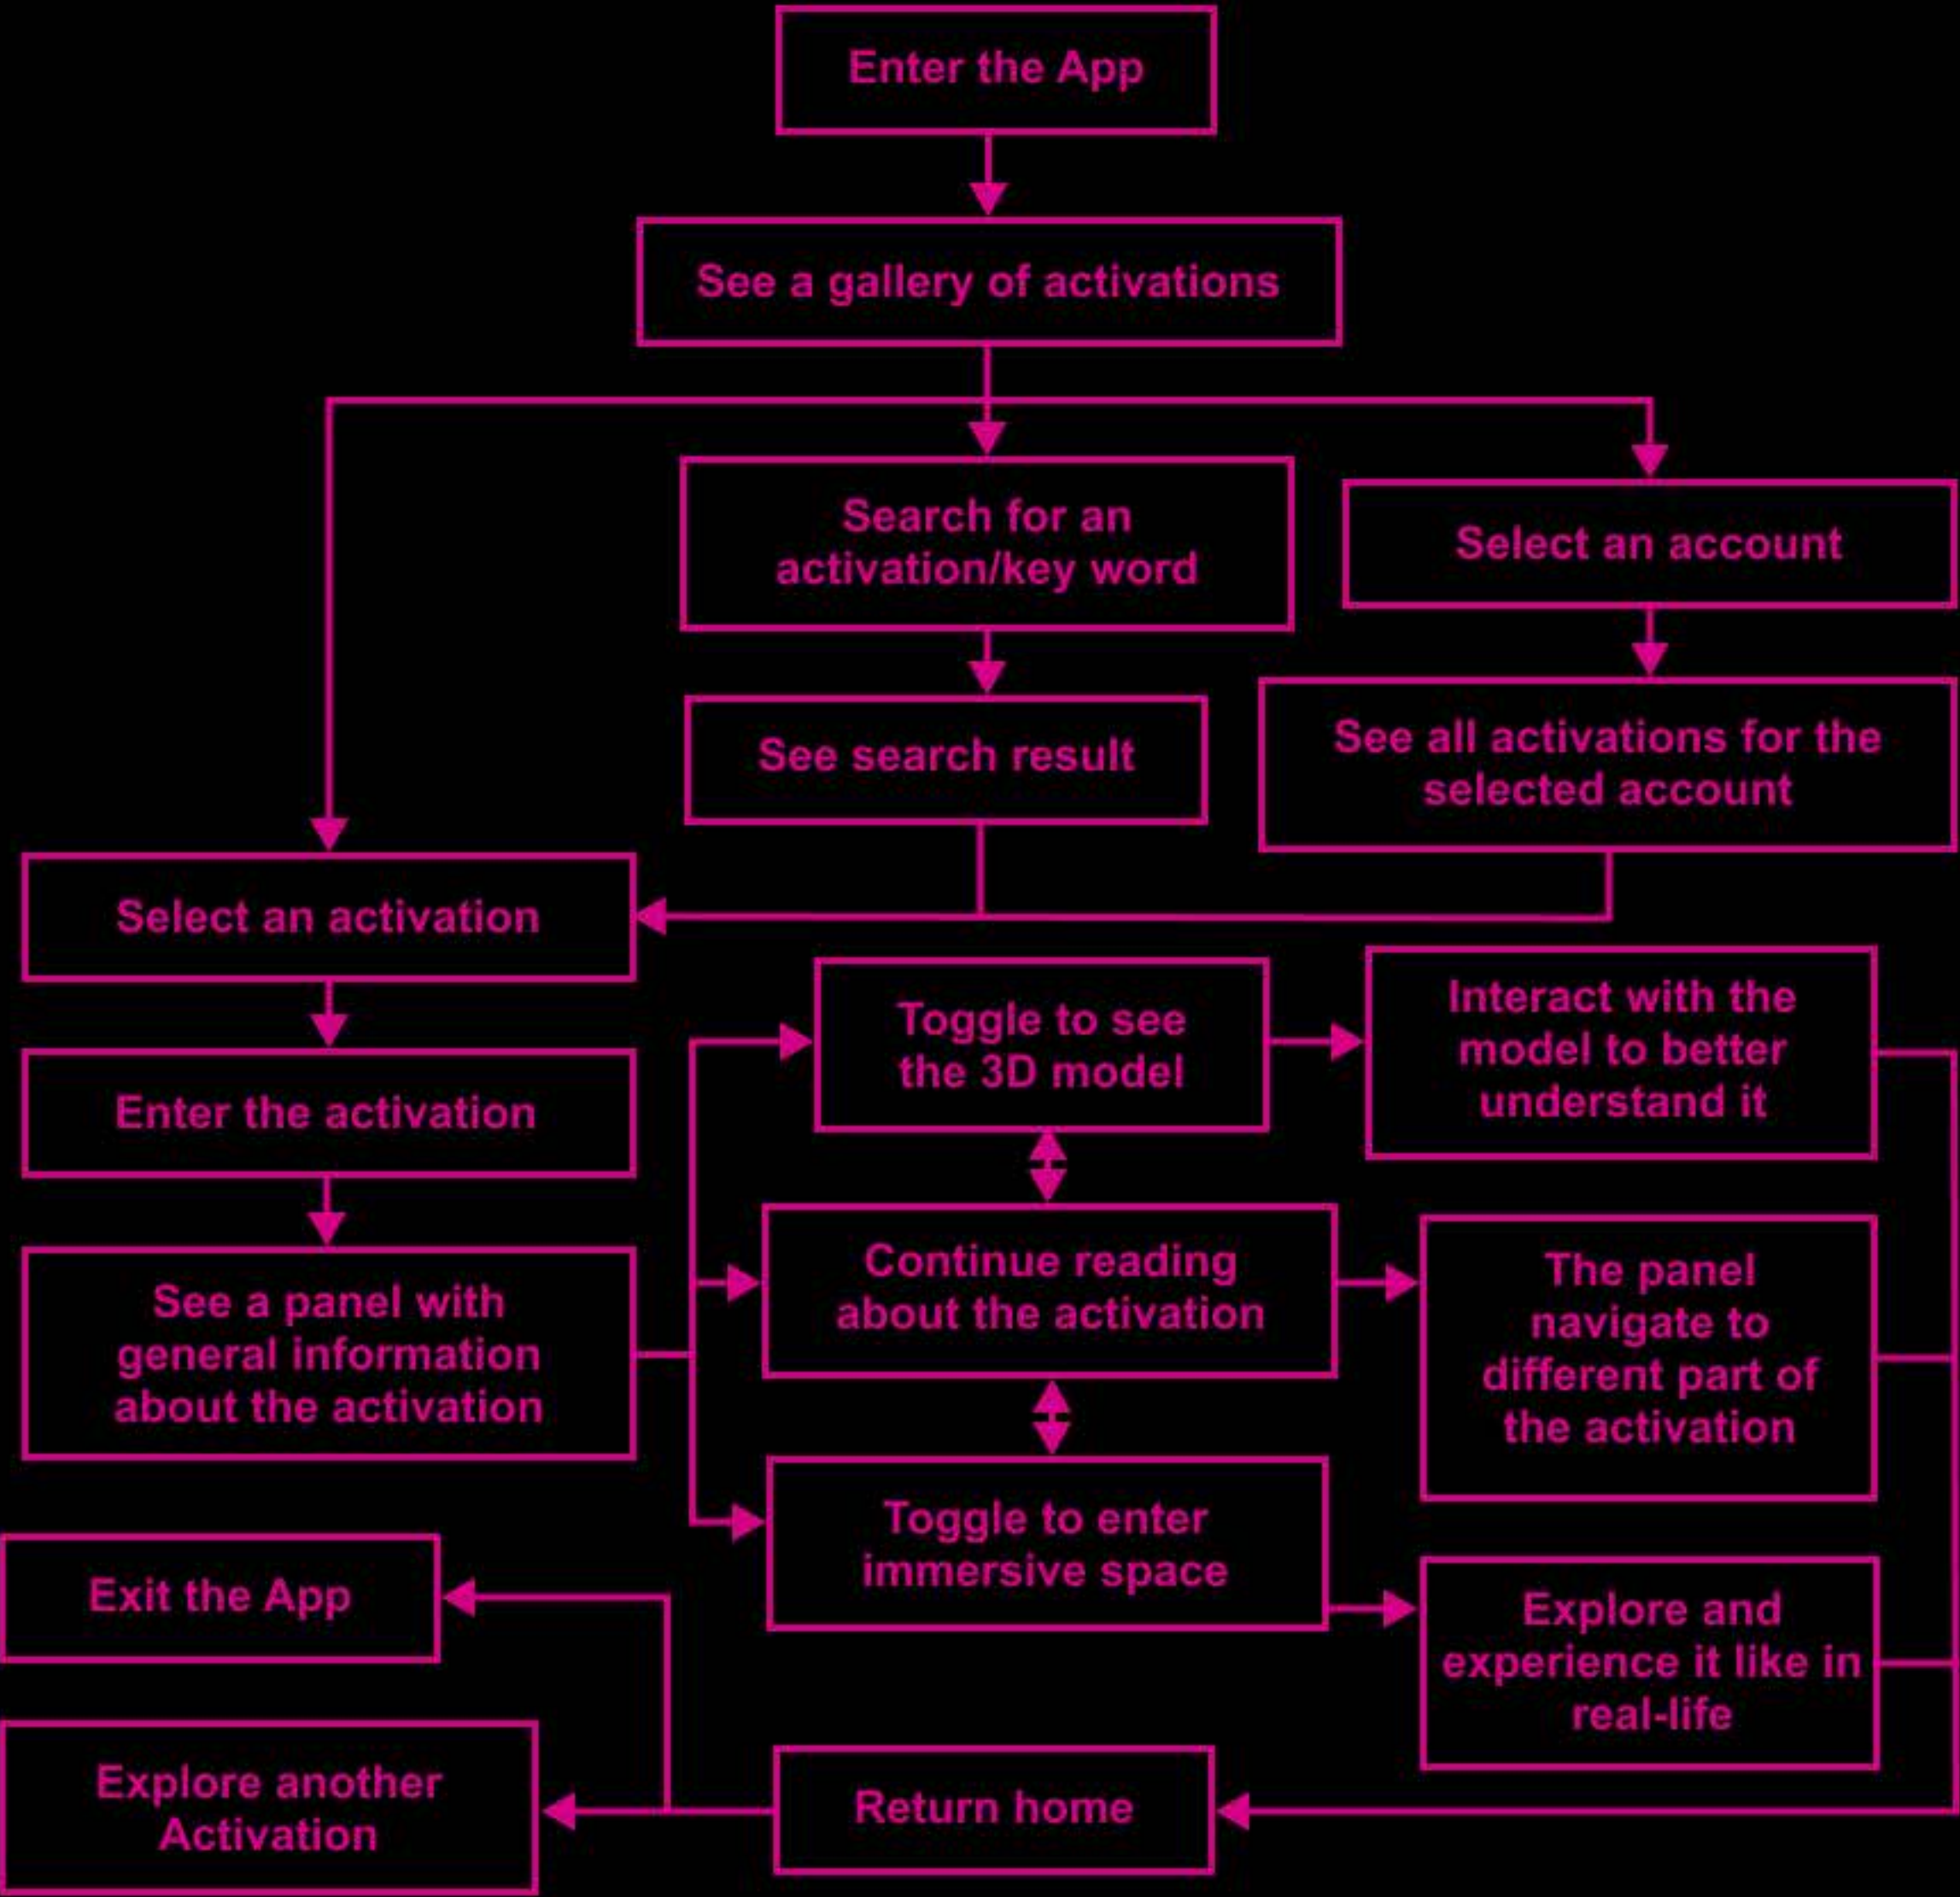 Enter the App
See a gallery of activations
Search for an
activation/key word
Select an account
See search result
See all activations for the
selected account
Select an activation
Toggle to see
the 3D model
Interact with the
model to better
understand it
Enter the activation
Continue reading
about the activation
The panel
navigate to
different part of
the activation
See a panel with
general information
about the activation
Toggle to enter
immersive space
Exit the App
Explore and
experience it like in
real-life
Explore another
Activation
Return home